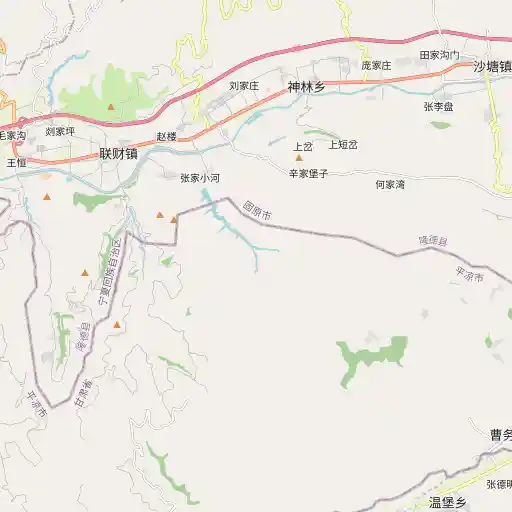 田家沟门
庞家庄
沙塘镇
刘家庄
神林乡
张李盘
毛家沟
剡家坪
赵楼
上岔
上短岔
王恒
联财镇
张家小河
辛家堡子
何家湾
固原市
隆德县
平凉市
宁夏回族自治区
隆德县
甘肃省
平凉市
曹务
张德明
温堡乡